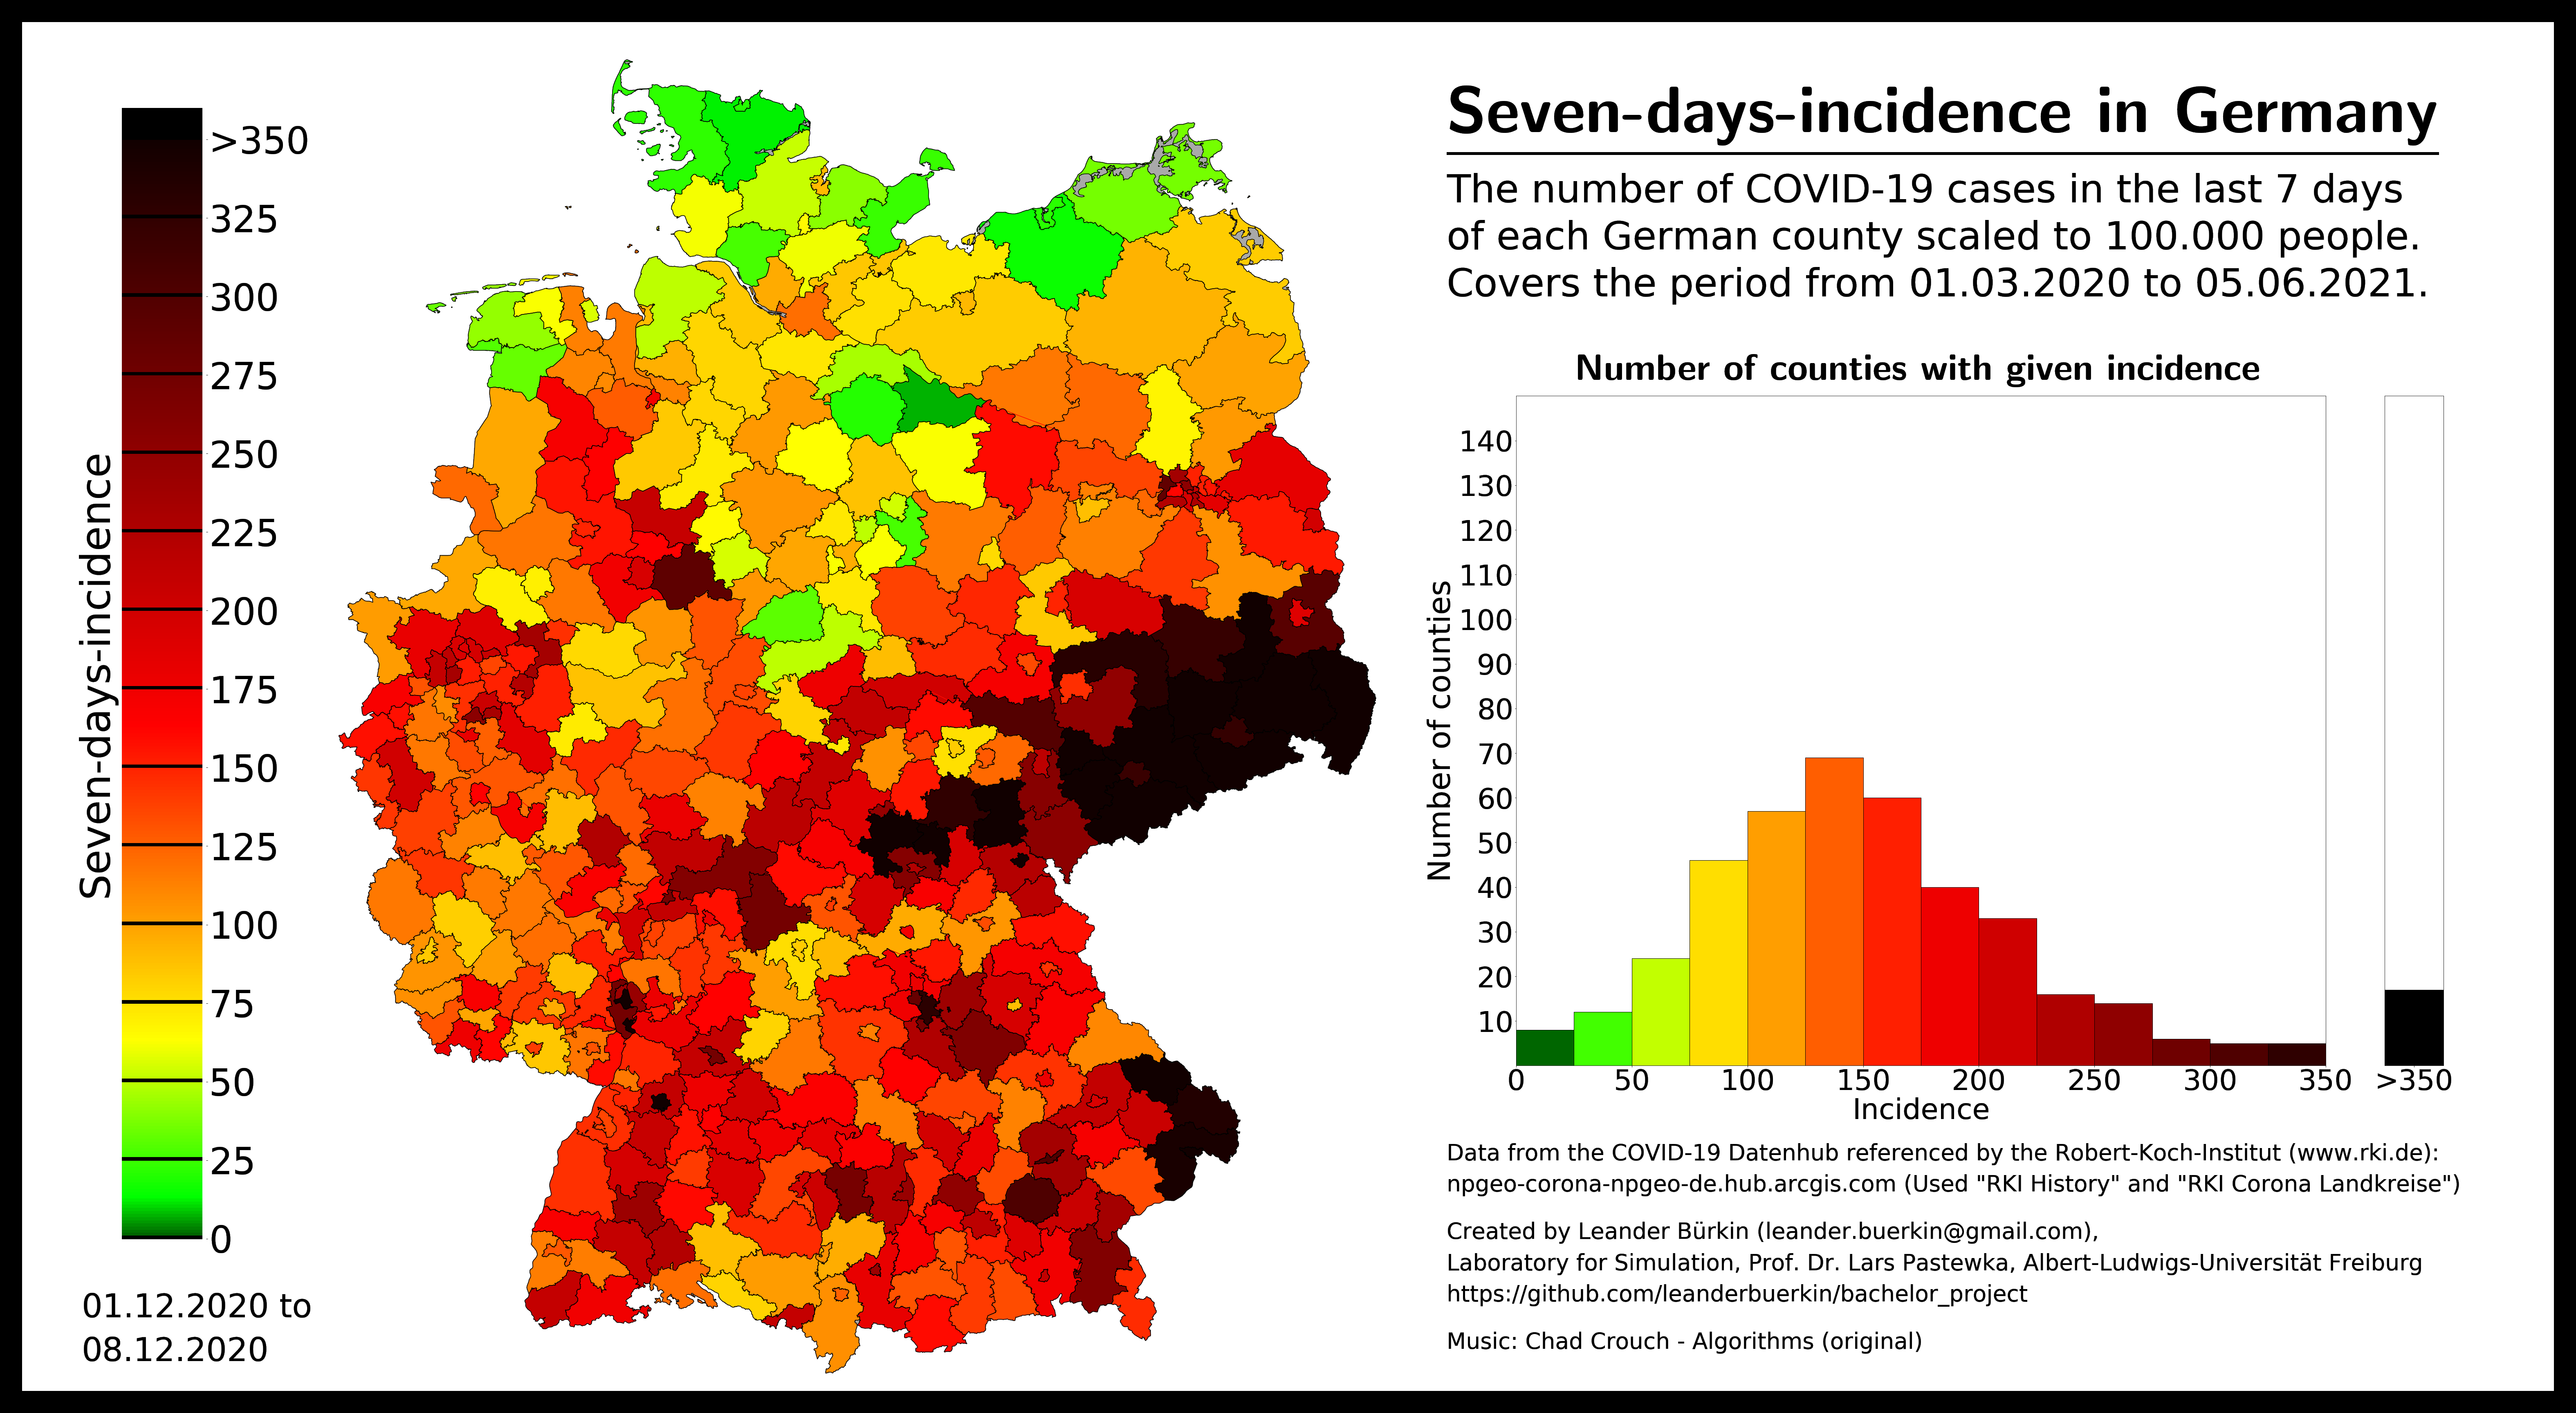 Seven-days-incidence in Germany
The number of COVID-19 cases in the last 7 days
of each German county scaled to 100.000 people.
Covers the period from 01.03.2020 to 05.06.2021.
Seven-days-incidence
>350
325
300
275
250
225
200
175
150
125
100
75
50
25
0
01.12.2020 to
08.12.2020
Number of counties with given incidence
Number of counties
140
130
120
110
100
90
80
70
60
50
40
30
20
10
0 50 100 150 200 250 300 350 >350
Incidence
Data from the COVID-19 Datenhub referenced by the Robert-Koch-Institut (www.rki.de):
npgeo-corona-npgeo-de.hub.arcgis.com (Used "RKI History" and "RKI Corona Landkreise")
Created by Leander Bürkin (leander.buerkin@gmail.com),
Laboratory for Simulation, Prof. Dr. Lars Pastewka, Albert-Ludwigs-Universität Freiburg
https://github.com/leanderbuerkin/bachelor_project
Music: Chad Crouch - Algorithms (original)